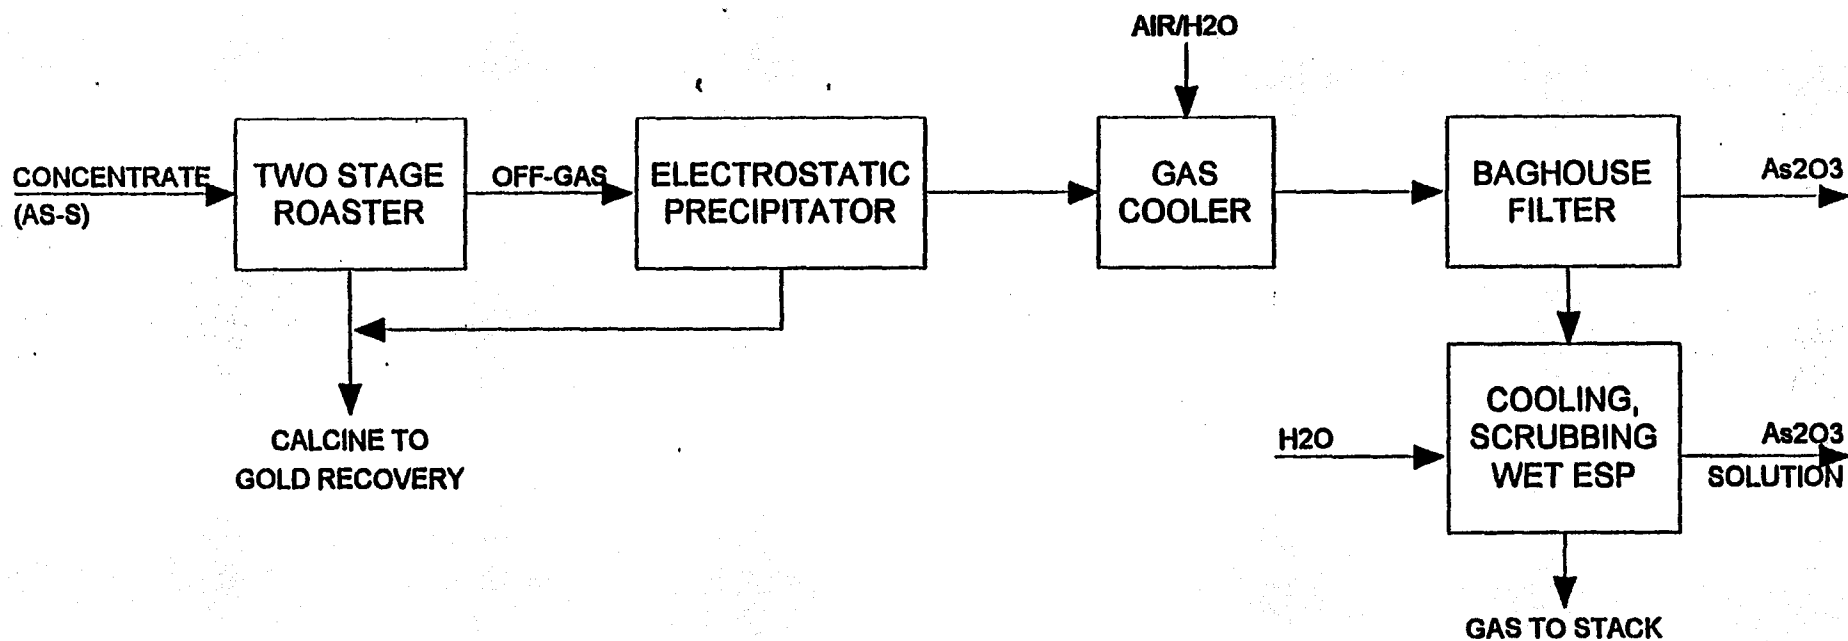 AIR/H2O
CONCENTRATE
(AS-S)
TWO STAGE
ROASTER
OFF-GAS
ELECTROSTATIC
PRECIPITATOR
GAS
COOLER
BAGHOUSE
FILTER
As2O3
CALCINE TO
GOLD RECOVERY
H2O
COOLING,
SCRUBBING
WET ESP
As2O3
SOLUTION
GAS TO STACK